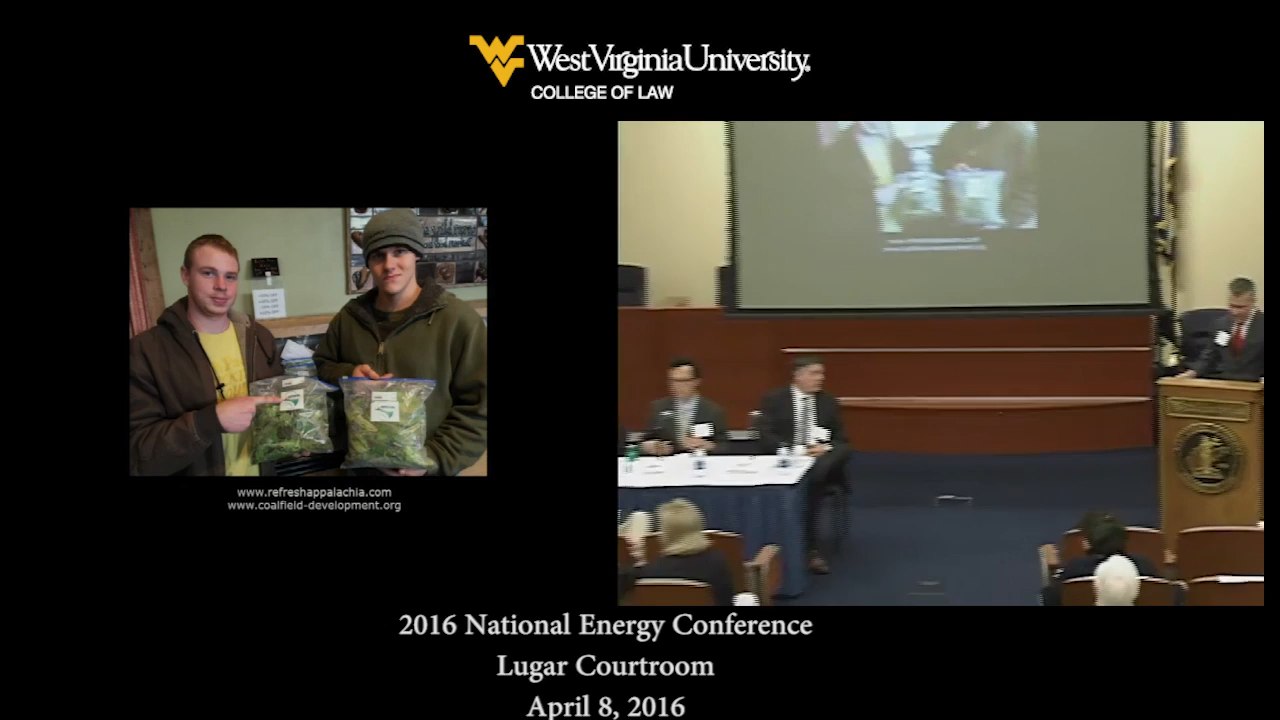 West Virginia University.
COLLEGE OF LAW
www.refreshappalachia.com
www.coalfield-development.org
2016 National Energy Conference
Lugar Courtroom
April 8, 2016